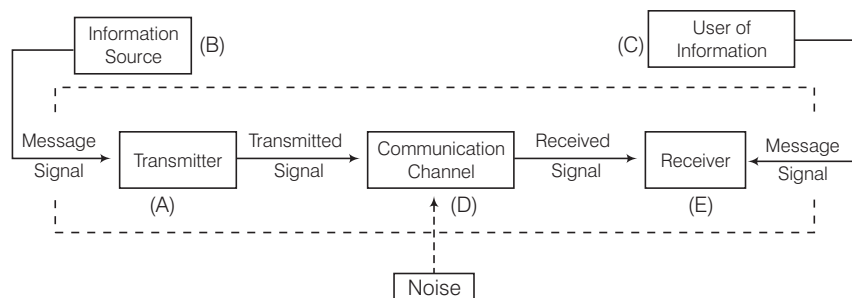 Information
Source
(B)
(C)
User of
Information
Message
Signal
Transmitter
(A)
Transmitted
Signal
Communication
Channel
(D)
Received
Signal
Receiver
(E)
Message
Signal
Noise